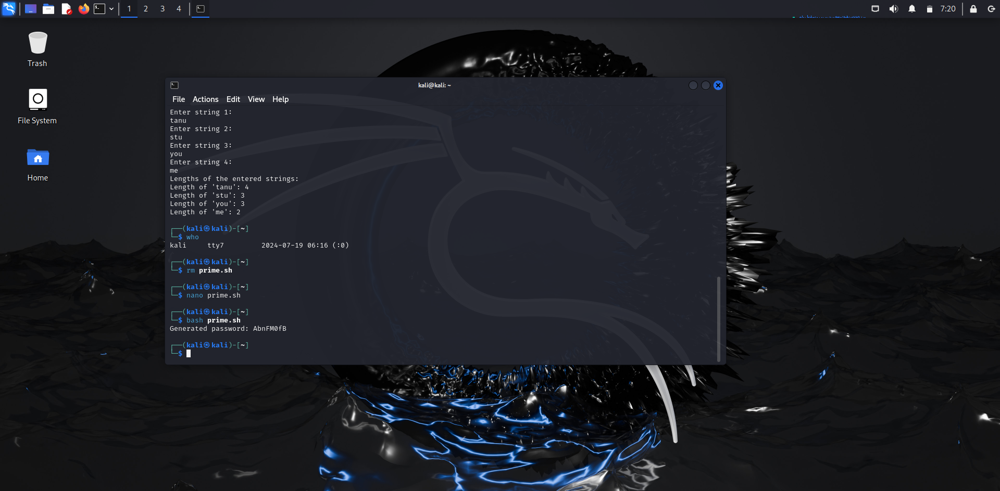 1 2 3 4
7:20
Trash
File System
Home
kali@kali: ~
File Actions Edit View Help
Enter string 1:
tanu
Enter string 2:
stu
Enter string 3:
you
Enter string 4:
me
Lengths of the entered strings:
Length of 'tanu': 4
Length of 'stu': 3
Length of 'you': 3
Length of 'me': 2
┌──(kali㉿kali)-[~]
└─$ who
kali     tty7         2024-07-19 06:16 (:0)
┌──(kali㉿kali)-[~]
└─$ rm prime.sh
┌──(kali㉿kali)-[~]
└─$ nano prime.sh
┌──(kali㉿kali)-[~]
└─$ bash prime.sh
Generated password: AbnFM0fB
┌──(kali㉿kali)-[~]
└─$